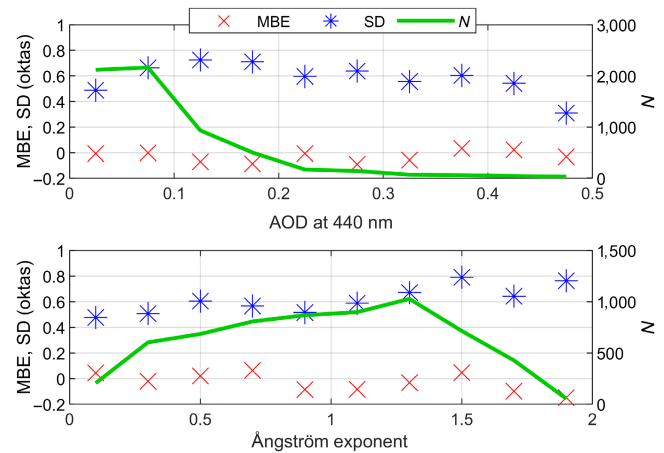 MBE SD N
1 3,000
0.8
0.6 2,000
0.4
0.2 1,000
0
−0.2 0
MBE, SD (oktas)
N
0 0.1 0.2 0.3 0.4 0.5
AOD at 440 nm
1 1,500
0.8
0.6 1,000
0.4
0.2 500
0
−0.2 0
MBE, SD (oktas)
N
0 0.5 1 1.5 2
Ångström exponent